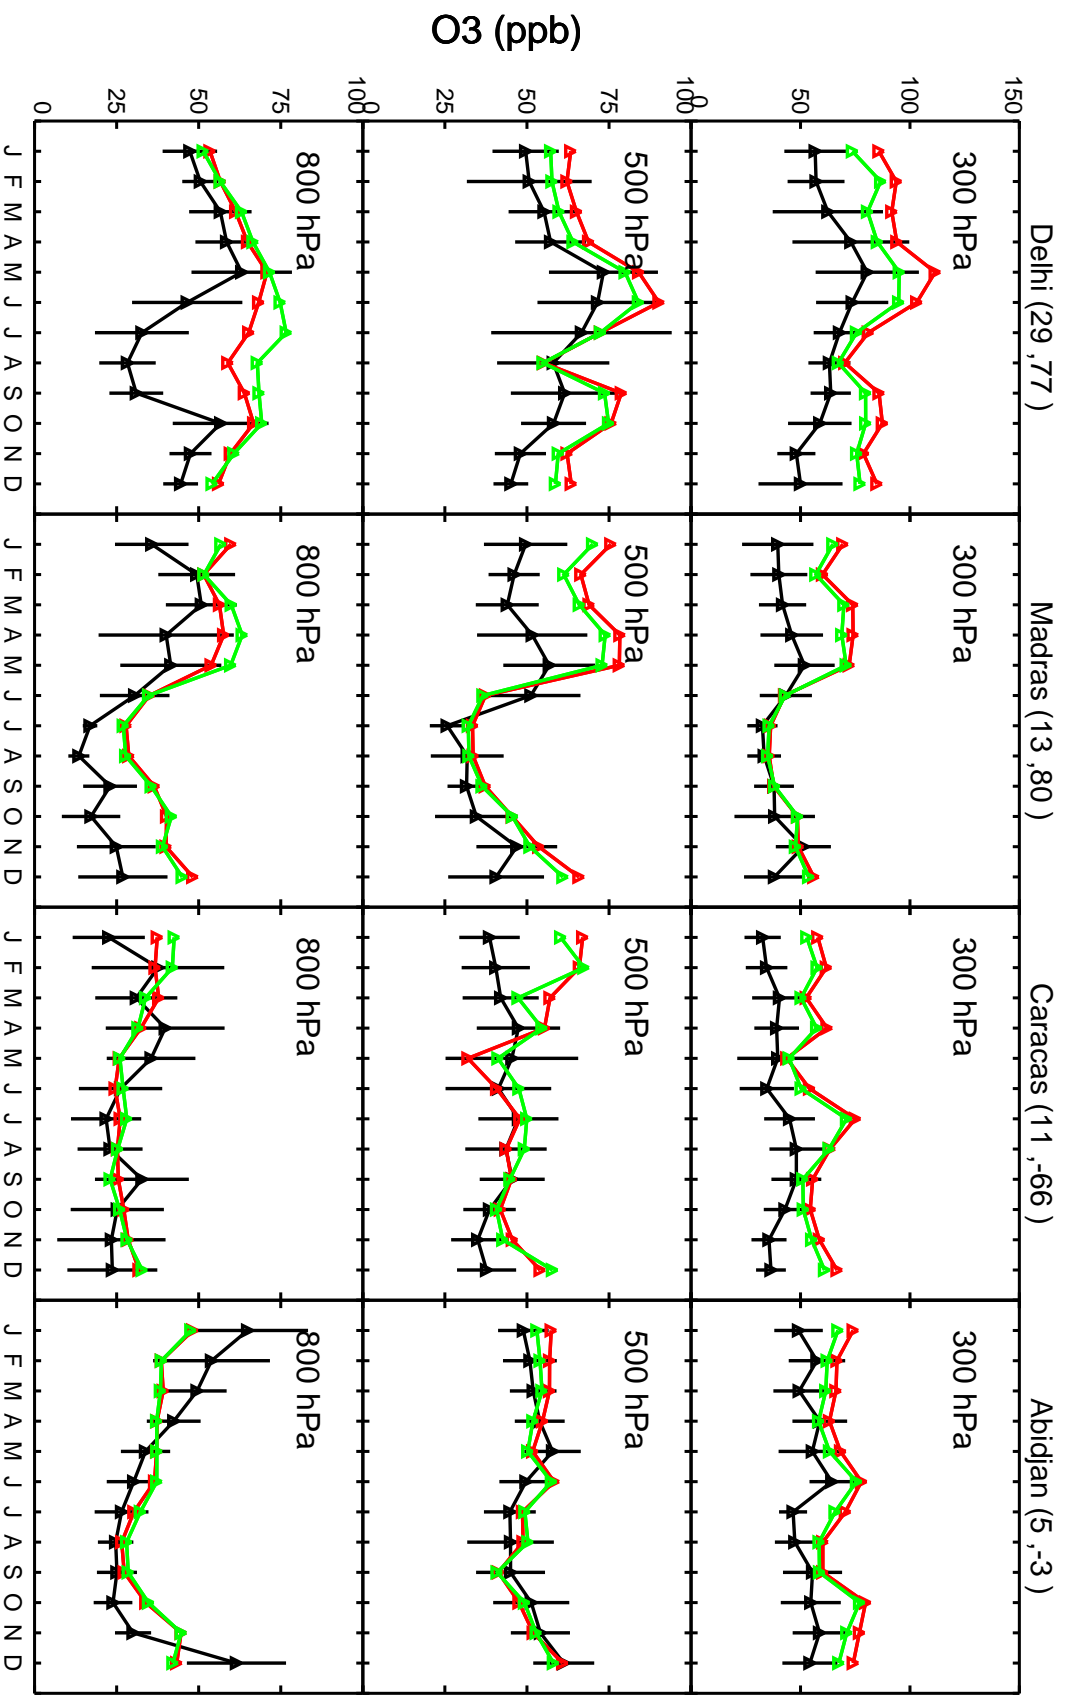 Delhi (29 ,77 )
Madras (13 ,80 )
Caracas (11 ,-66 )
Abidjan (5 ,-3 )
O3 (ppb)
150
100
50
0
300 hPa
300 hPa
300 hPa
300 hPa
100
75
50
25
0
500 hPa
500 hPa
500 hPa
500 hPa
100
75
50
25
0
800 hPa
800 hPa
800 hPa
800 hPa
J F M A M J J A S O N D
J F M A M J J A S O N D
J F M A M J J A S O N D
J F M A M J J A S O N D